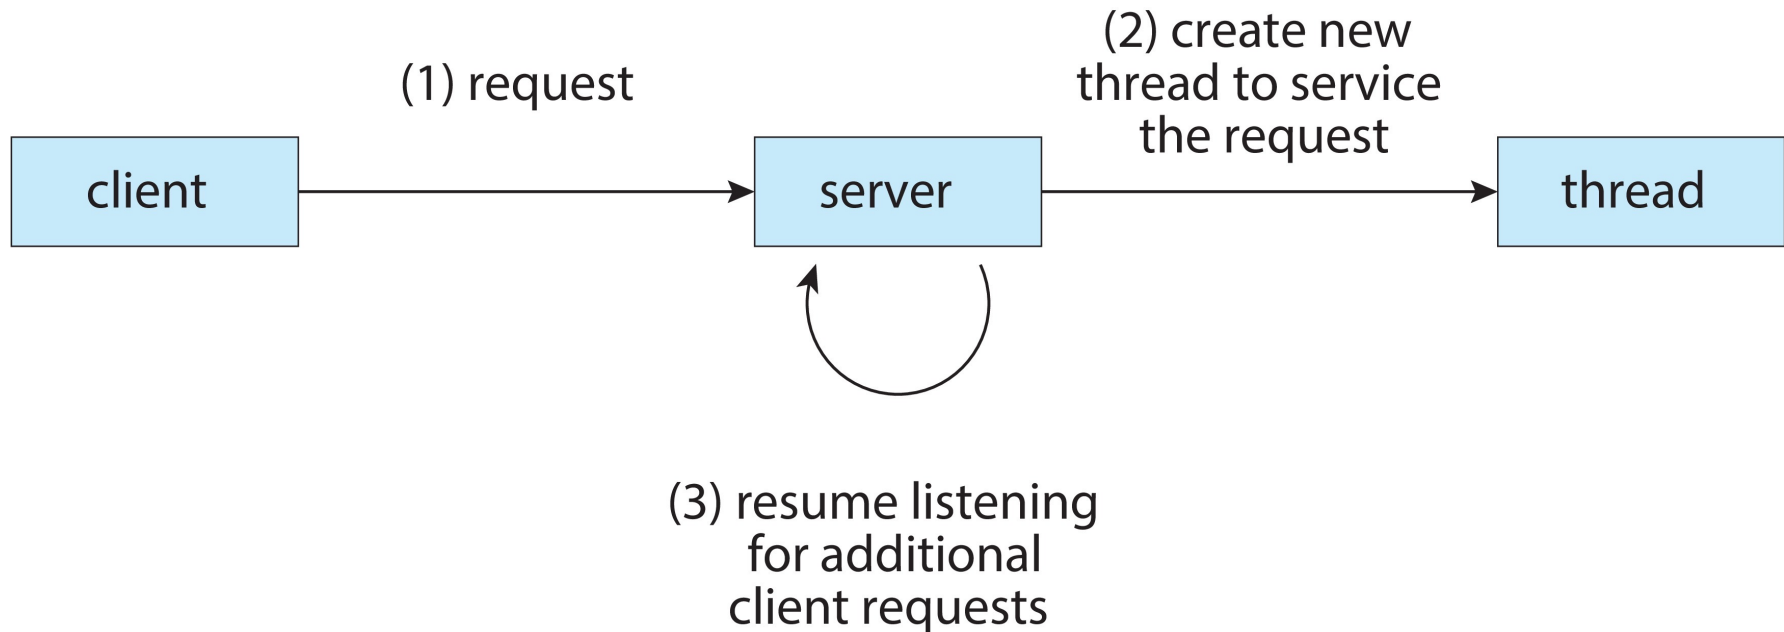 (1) request
(2) create new
thread to service
the request
client
server
thread
(3) resume listening
for additional
client requests